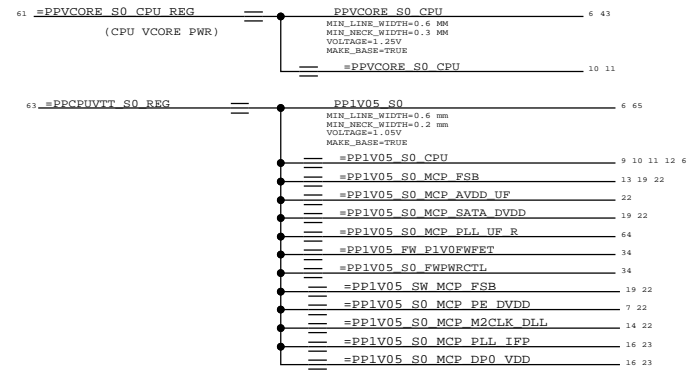 61 =PPVCORE_S0_CPU_REG PPVCORE_S0_CPU 6 43
(CPU VCORE PWR)
MIN_LINE_WIDTH=0.6 MM
MIN_NECK_WIDTH=0.3 MM
VOLTAGE=1.25V
MAKE_BASE=TRUE
=PPVCORE_S0_CPU 10 11
63 =PPCPUVTT_S0_REG PP1V05_S0 6 65
MIN_LINE_WIDTH=0.6 mm
MIN_NECK_WIDTH=0.2 mm
VOLTAGE=1.05V
MAKE_BASE=TRUE
=PP1V05_S0_CPU 9 10 11 12 6
=PP1V05_S0_MCP_FSB 13 19 22
=PP1V05_S0_MCP_AVDD_UF 22
=PP1V05_S0_MCP_SATA_DVDD 19 22
=PP1V05_S0_MCP_PLL_UF_R 64
=PP1V05_FW_P1V0FWFET 34
=PP1V05_S0_FWPWRCTL 34
=PP1V05_SW_MCP_FSB 19 22
=PP1V05_S0_MCP_PE_DVDD 7 22
=PP1V05_S0_MCP_M2CLK_DLL 14 22
=PP1V05_S0_MCP_PLL_IFP 16 23
=PP1V05_S0_MCP_DP0_VDD 16 23